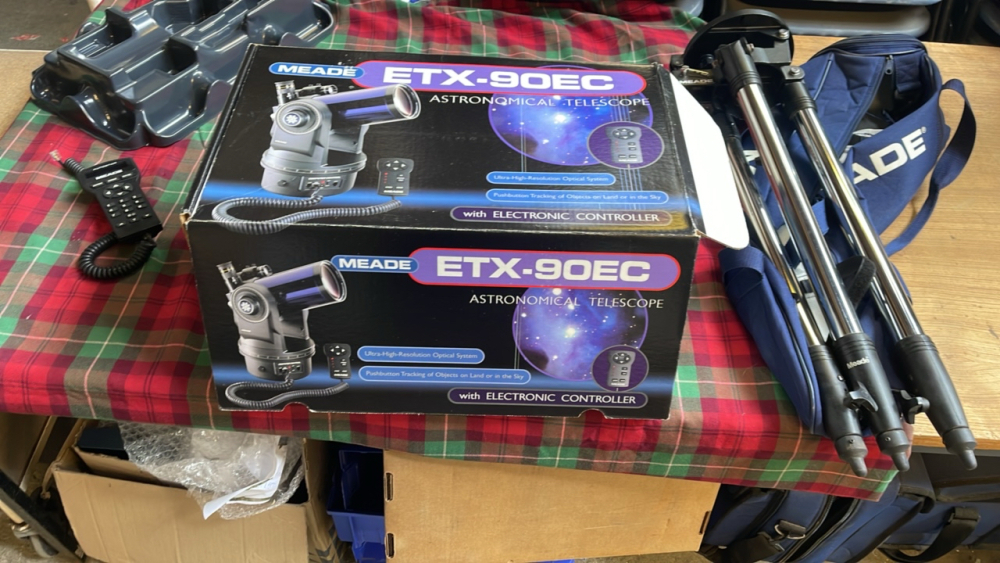 MEADE
ETX-90EC
ASTRONOMICAL TELESCOPE
Ultra-High-Resolution Optical System
Pushbutton Tracking of Objects on Land or in the Sky
with ELECTRONIC CONTROLLER
MEADE
ETX-90EC
ASTRONOMICAL TELESCOPE
Ultra-High-Resolution Optical System
Pushbutton Tracking of Objects on Land or in the Sky
with ELECTRONIC CONTROLLER
MEADE
ADE®
Meade